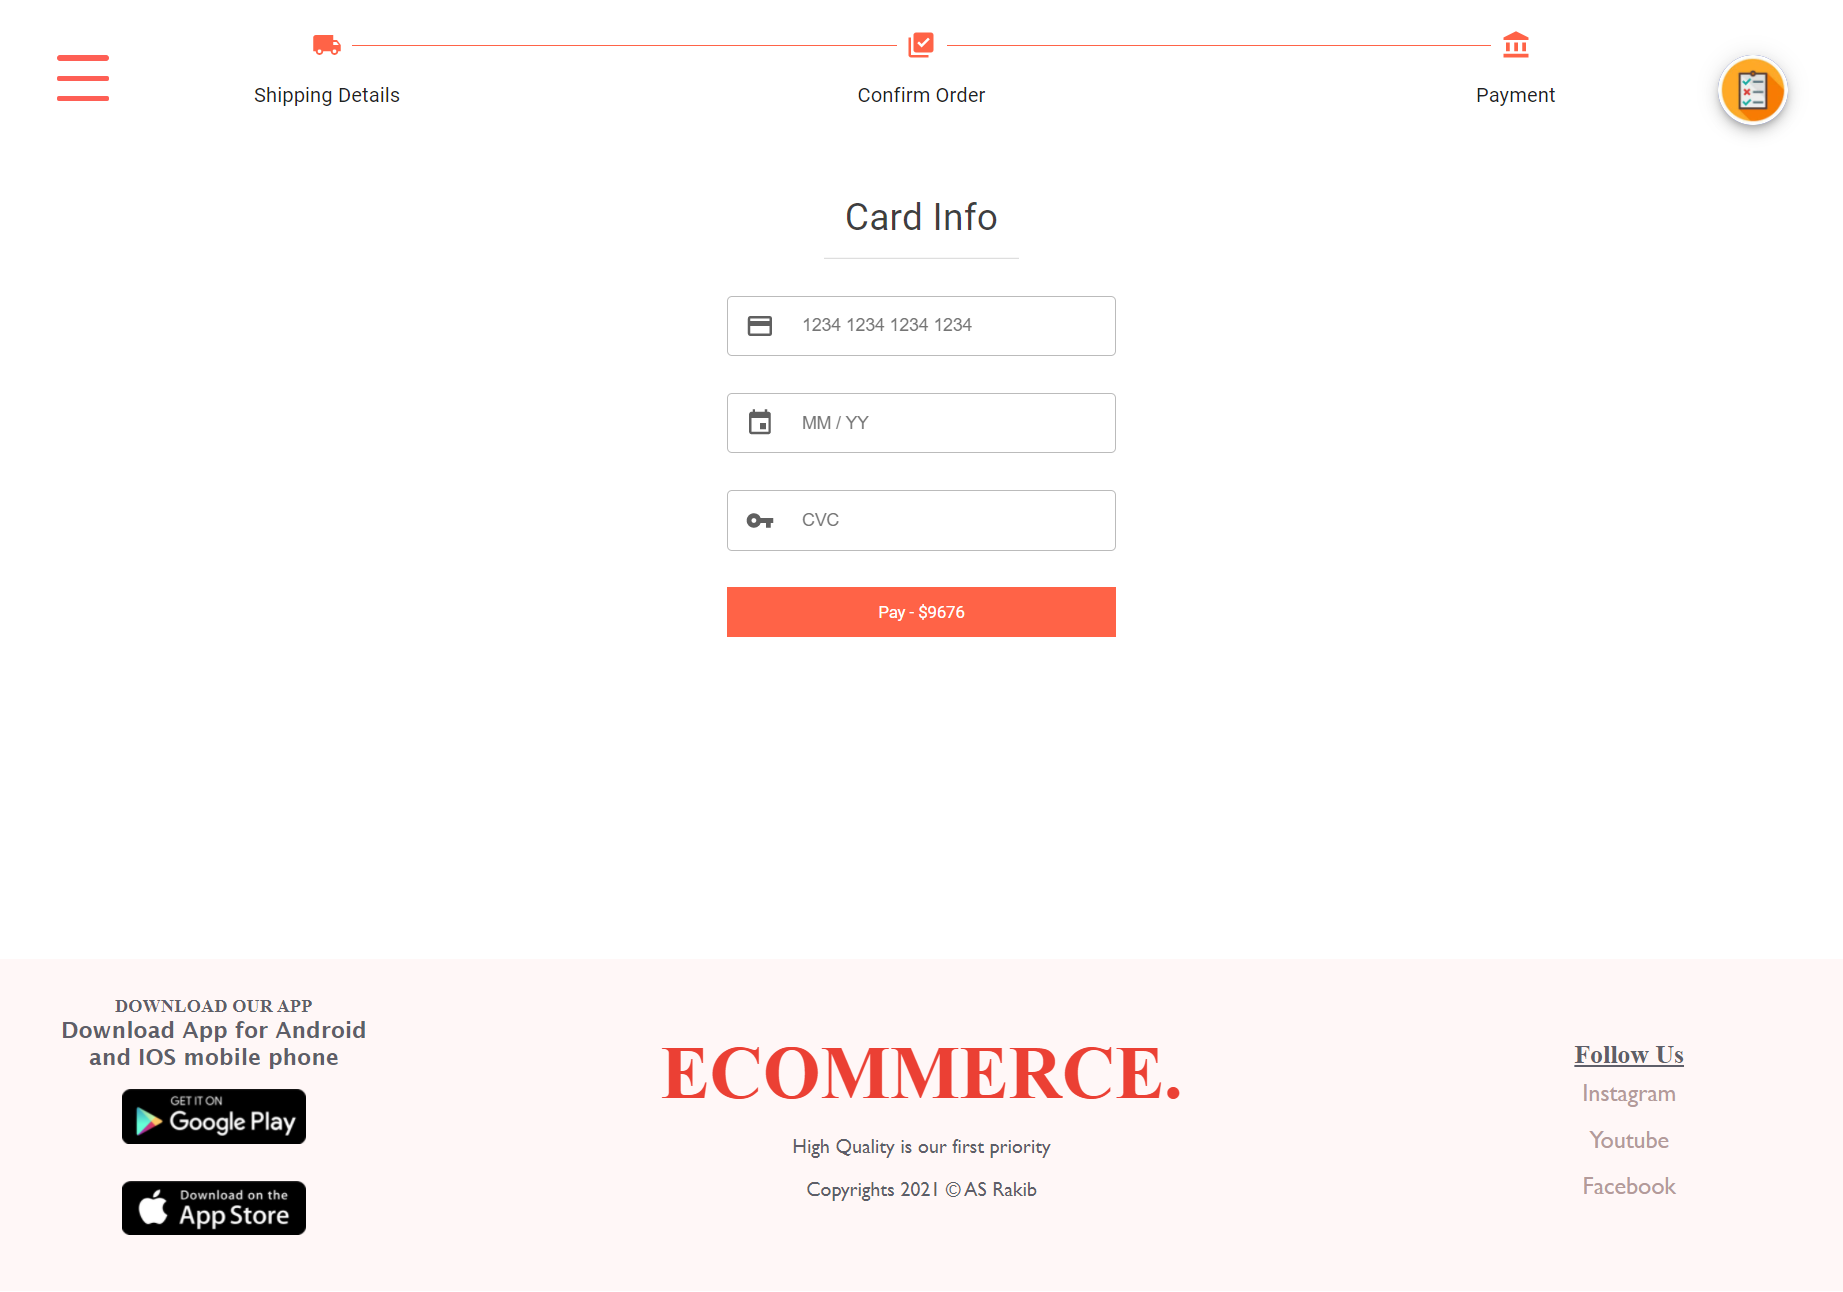 Shipping Details
Confirm Order
Payment
Card Info
1234 1234 1234 1234
MM / YY
CVC
Pay - $9676
DOWNLOAD OUR APP
Download App for Android
and IOS mobile phone
GET IT ON
Google Play
Download on the
App Store
ECOMMERCE.
High Quality is our first priority
Copyrights 2021 © AS Rakib
Follow Us
Instagram
Youtube
Facebook